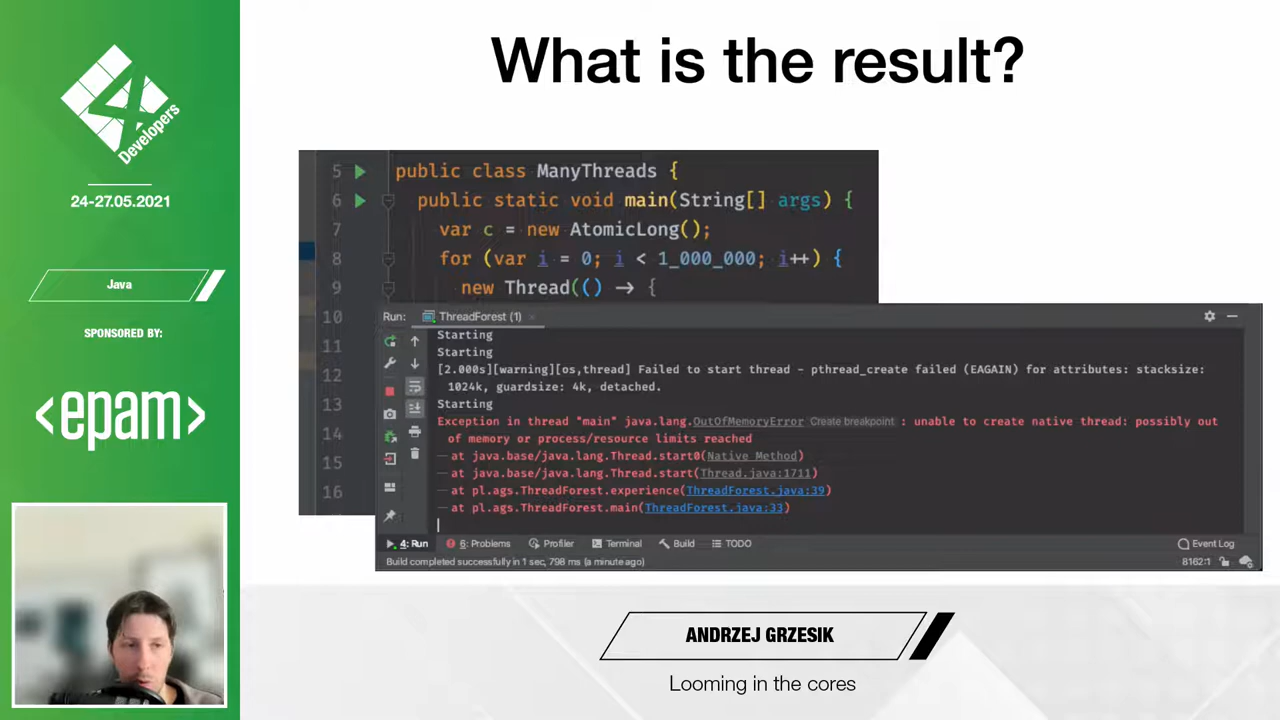 4
Developers
24-27.05.2021
Java
SPONSORED BY:
<epam>
What is the result?
5 public class ManyThreads {
6 public static void main(String[] args) {
7 var c = new AtomicLong();
8 for (var i = 0; i < 1_000_000; i++) {
9 new Thread(() → {
10
11
12
13
14
15
16
Run: ThreadForest (1)
Starting
Starting
[2.000s][warning][os,thread] Failed to start thread - pthread_create failed (EAGAIN) for attributes: stacksize:
1024k, guardsize: 4k, detached.
Starting
Exception in thread "main" java.lang.OutOfMemoryError Create breakpoint : unable to create native thread: possibly out
of memory or process/resource limits reached
at java.base/java.lang.Thread.start0(Native Method)
at java.base/java.lang.Thread.start(Thread.java:1711)
at pl.ags.ThreadForest.experience(ThreadForest.java:39)
at pl.ags.ThreadForest.main(ThreadForest.java:33)
4: Run 6: Problems Profiler Terminal Build TODO Event Log
Build completed successfully in 1 sec, 798 ms (a minute ago) 8162:1
ANDRZEJ GRZESIK
Looming in the cores